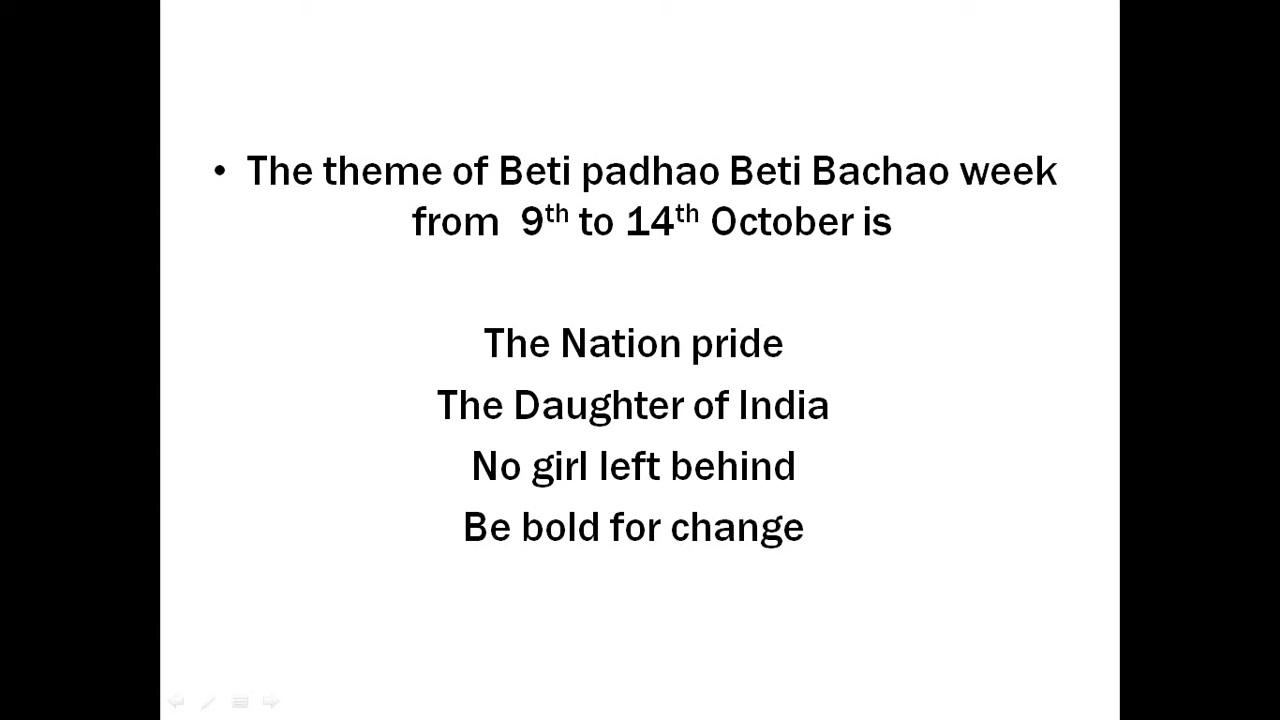 • The theme of Beti padhao Beti Bachao week
from 9th to 14th October is
The Nation pride
The Daughter of India
No girl left behind
Be bold for change